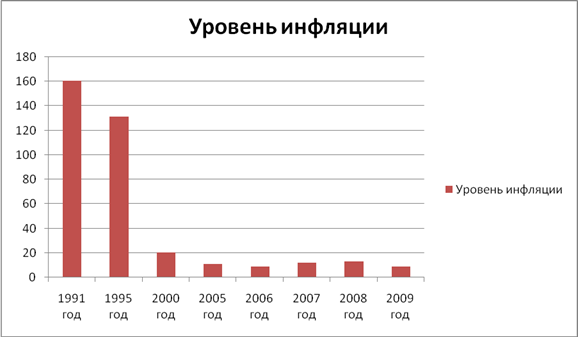 Уровень инфляции
180
160
140
120
100
80
60
40
20
0
1991 год
1995 год
2000 год
2005 год
2006 год
2007 год
2008 год
2009 год
Уровень инфляции